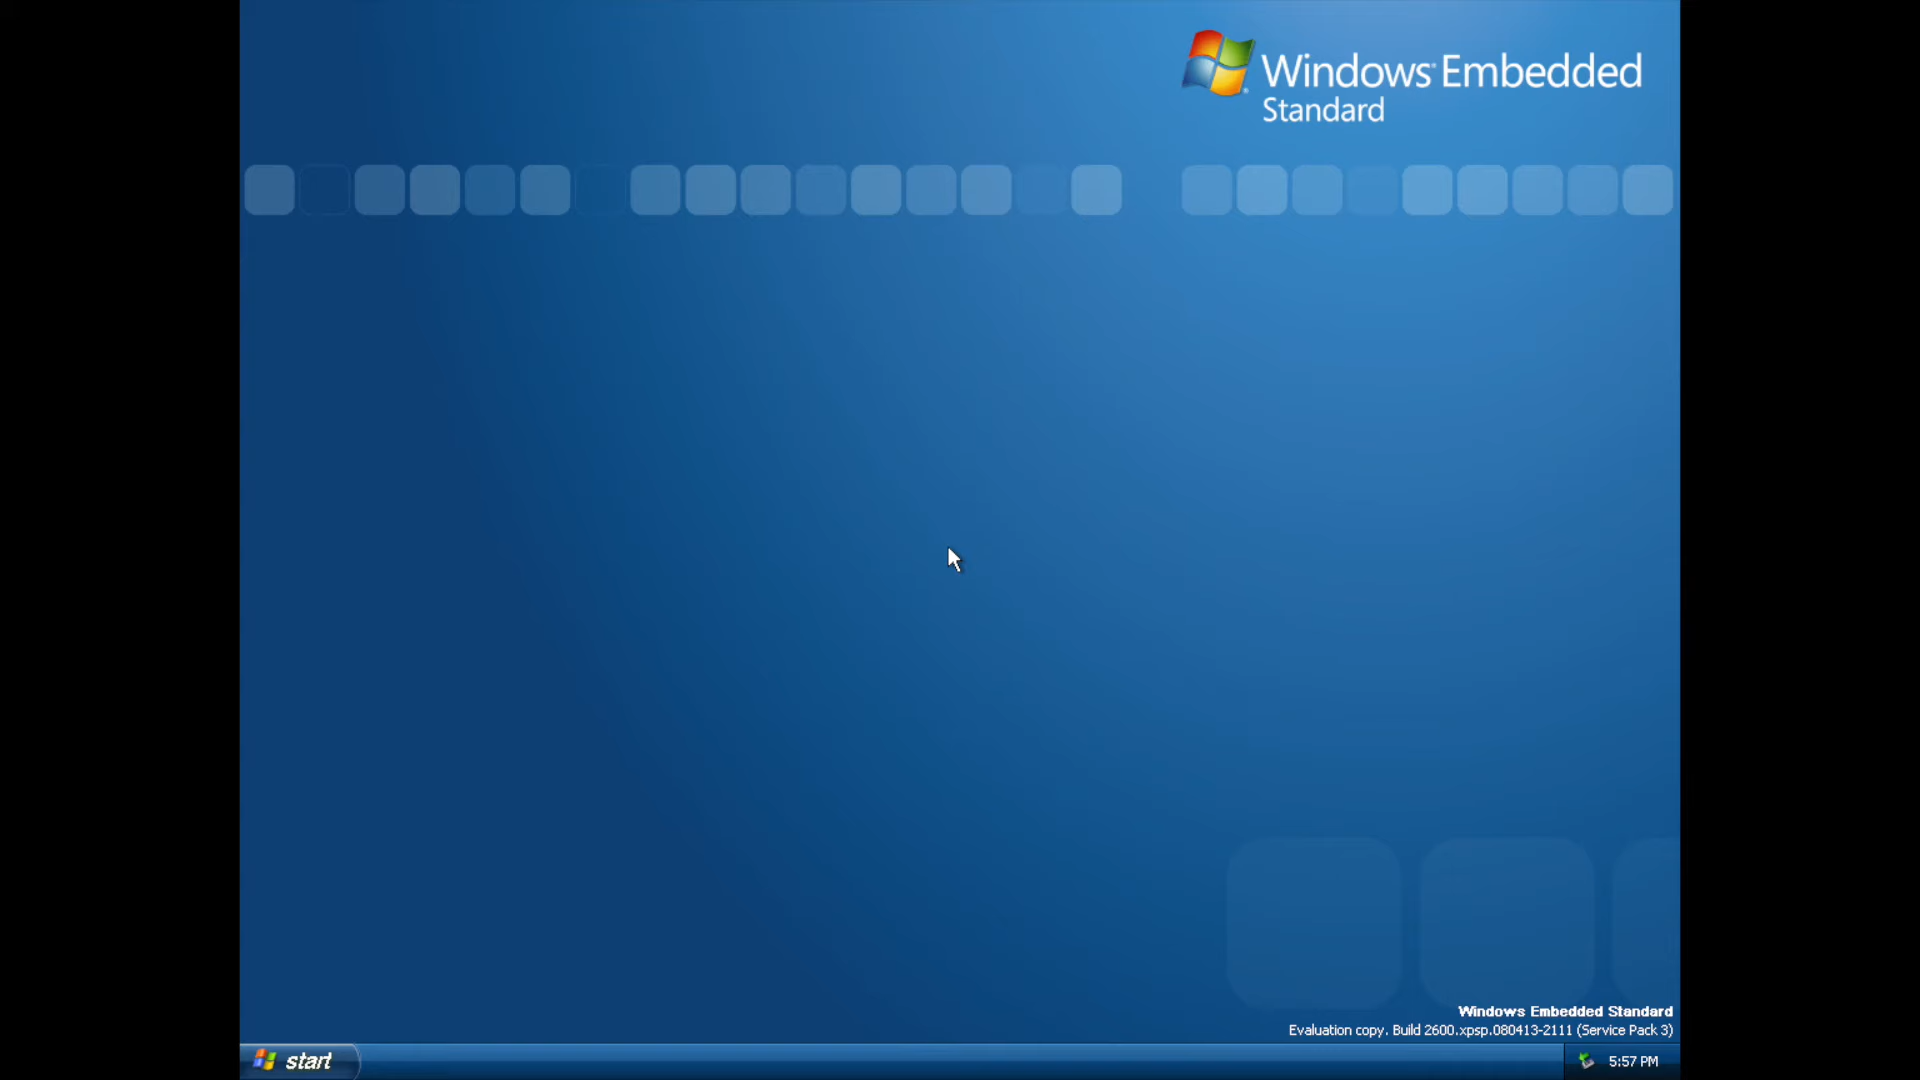 Windows® Embedded
Standard
Windows Embedded Standard
Evaluation copy. Build 2600.xpsp.080413-2111 (Service Pack 3)
start
5:57 PM